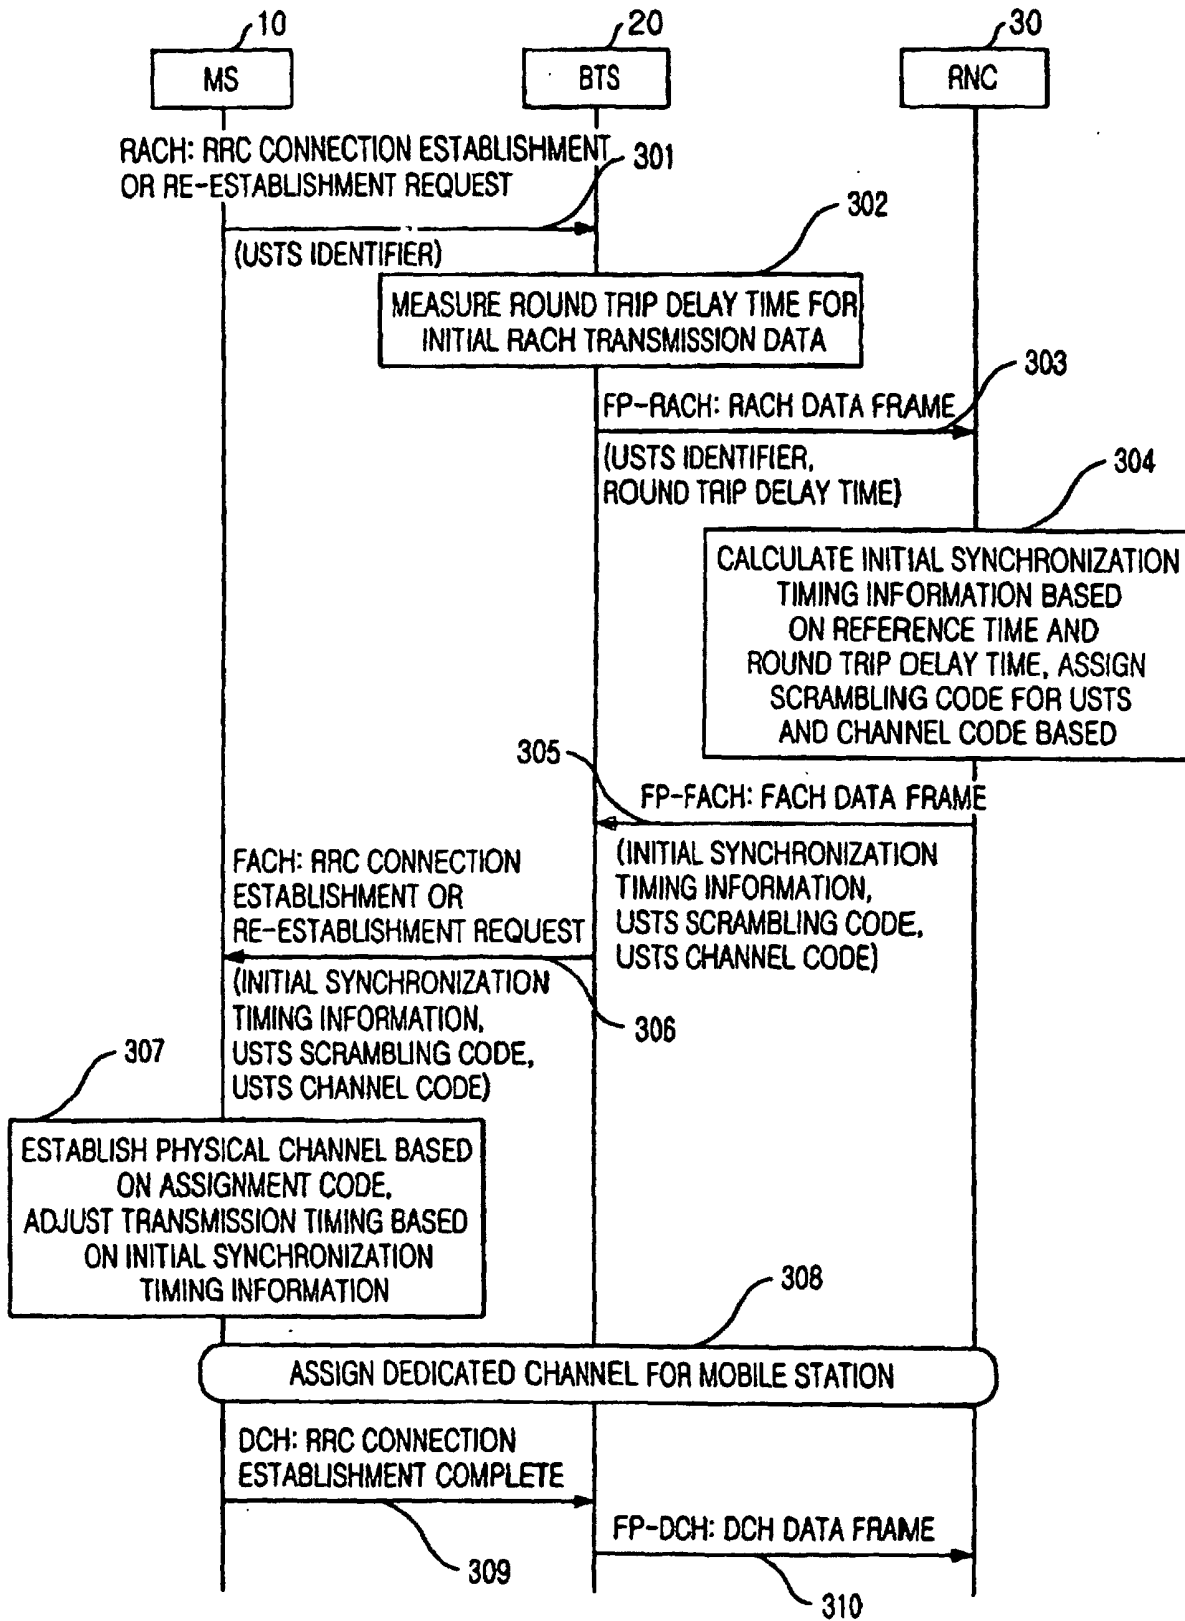 10
20
30
MS
BTS
RNC
RACH: RRC CONNECTION ESTABLISHMENT
OR RE-ESTABLISHMENT REQUEST
301
(USTS IDENTIFIER)
302
MEASURE ROUND TRIP DELAY TIME FOR
INITIAL RACH TRANSMISSION DATA
303
FP-RACH: RACH DATA FRAME
(USTS IDENTIFIER,
ROUND TRIP DELAY TIME)
304
CALCULATE INITIAL SYNCHRONIZATION
TIMING INFORMATION BASED
ON REFERENCE TIME AND
ROUND TRIP DELAY TIME, ASSIGN
SCRAMBLING CODE FOR USTS
AND CHANNEL CODE BASED
305
FP-FACH: FACH DATA FRAME
(INITIAL SYNCHRONIZATION
TIMING INFORMATION,
USTS SCRAMBLING CODE,
USTS CHANNEL CODE)
FACH: RRC CONNECTION
ESTABLISHMENT OR
RE-ESTABLISHMENT REQUEST
(INITIAL SYNCHRONIZATION
TIMING INFORMATION,
USTS SCRAMBLING CODE,
USTS CHANNEL CODE)
306
307
ESTABLISH PHYSICAL CHANNEL BASED
ON ASSIGNMENT CODE,
ADJUST TRANSMISSION TIMING BASED
ON INITIAL SYNCHRONIZATION
TIMING INFORMATION
308
ASSIGN DEDICATED CHANNEL FOR MOBILE STATION
DCH: RRC CONNECTION
ESTABLISHMENT COMPLETE
309
FP-DCH: DCH DATA FRAME
310